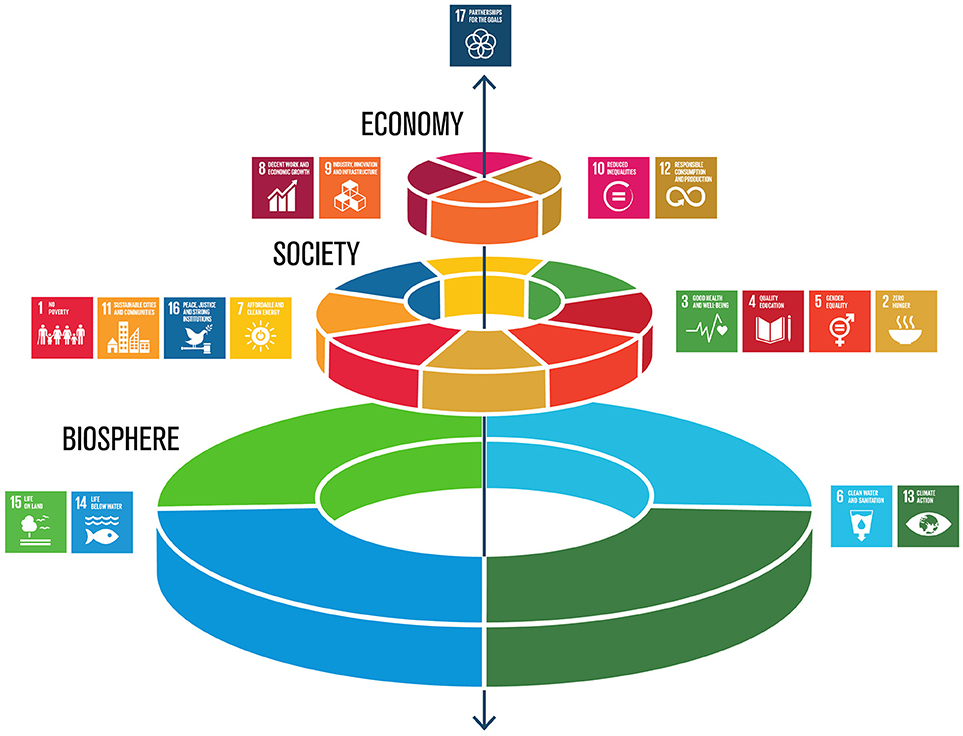 17 PARTNERSHIPS
FOR THE GOALS
ECONOMY
8 DECENT WORK AND
ECONOMIC GROWTH
9 INDUSTRY, INNOVATION
AND INFRASTRUCTURE
10 REDUCED
INEQUALITIES
12 RESPONSIBLE
CONSUMPTION
AND PRODUCTION
SOCIETY
1 NO
POVERTY
11 SUSTAINABLE CITIES
AND COMMUNITIES
16 PEACE, JUSTICE
AND STRONG
INSTITUTIONS
7 AFFORDABLE AND
CLEAN ENERGY
3 GOOD HEALTH
AND WELL-BEING
4 QUALITY
EDUCATION
5 GENDER
EQUALITY
2 ZERO
HUNGER
BIOSPHERE
15 LIFE
ON LAND
14 LIFE
BELOW WATER
6 CLEAN WATER
AND SANITATION
13 CLIMATE
ACTION